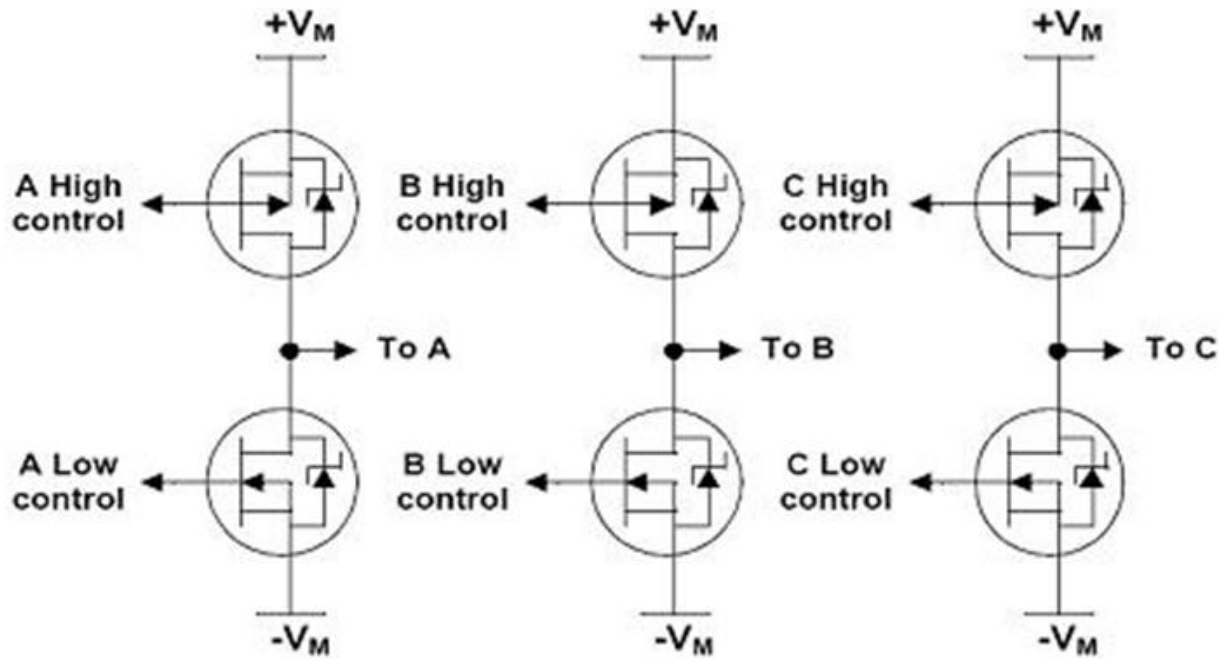 +VM +VM +VM
A High control B High control C High control
To A To B To C
A Low control B Low control C Low control
-VM -VM -VM